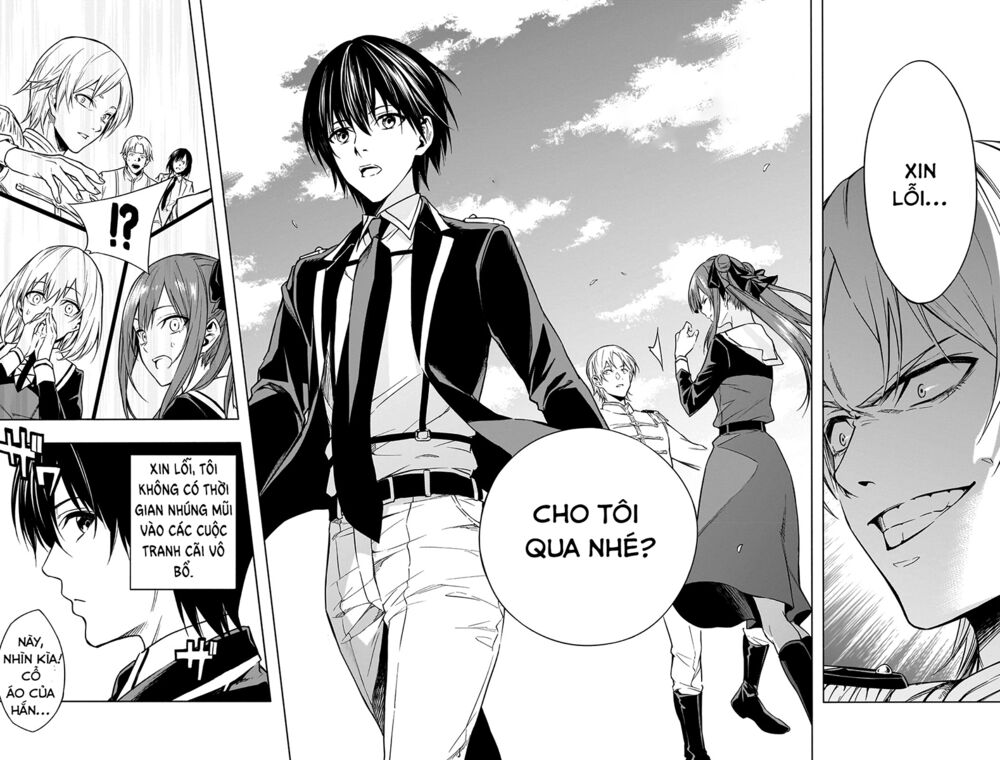 XIN
LỖI...
CHO TÔI
QUA NHÉ?
!?
XIN LỖI, TÔI
KHÔNG CÓ THỜI
GIAN NHÚNG MŨI
VÀO CÁC CUỘC
TRANH CÃI VÔ
BỔ.
NÀY,
NHÌN KÌA!
CỔ
ÁO CỦA
HẮN...